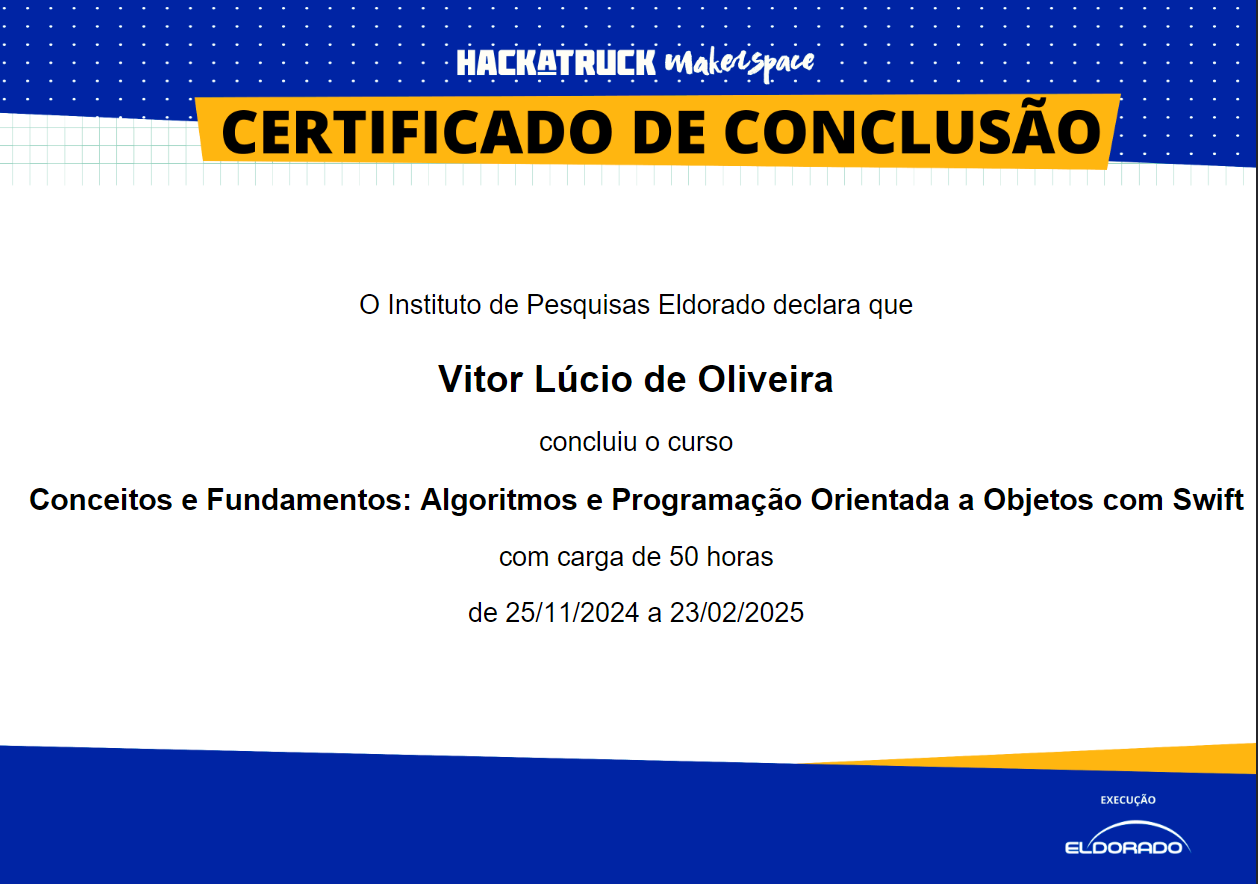 HACKATRUCK Makerspace
CERTIFICADO DE CONCLUSÃO
O Instituto de Pesquisas Eldorado declara que
Vitor Lúcio de Oliveira
concluiu o curso
Conceitos e Fundamentos: Algoritmos e Programação Orientada a Objetos com Swift
com carga de 50 horas
de 25/11/2024 a 23/02/2025
EXECUÇÃO
ELDORADO